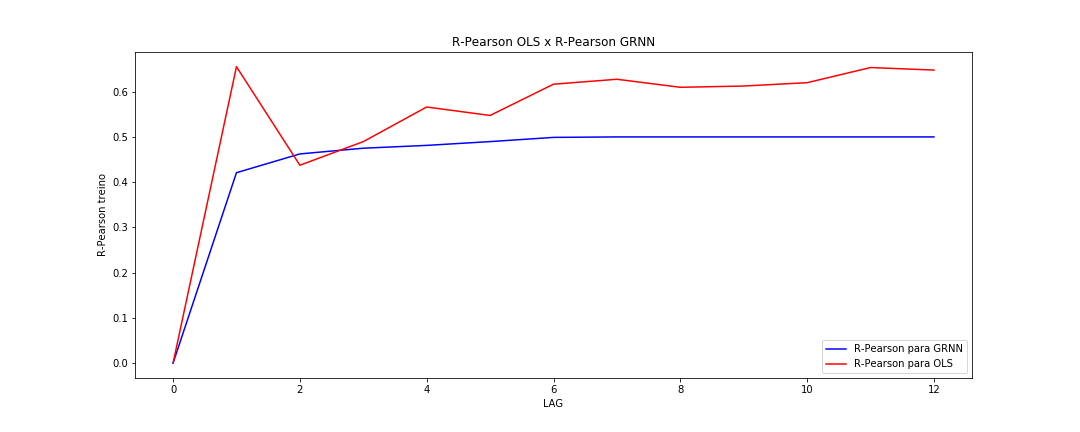 R-Pearson OLS x R-Pearson GRNN
R-Pearson treino
0.6
0.5
0.4
0.3
0.2
0.1
0.0
R-Pearson para GRNN
R-Pearson para OLS
0 2 4 6 8 10 12
LAG